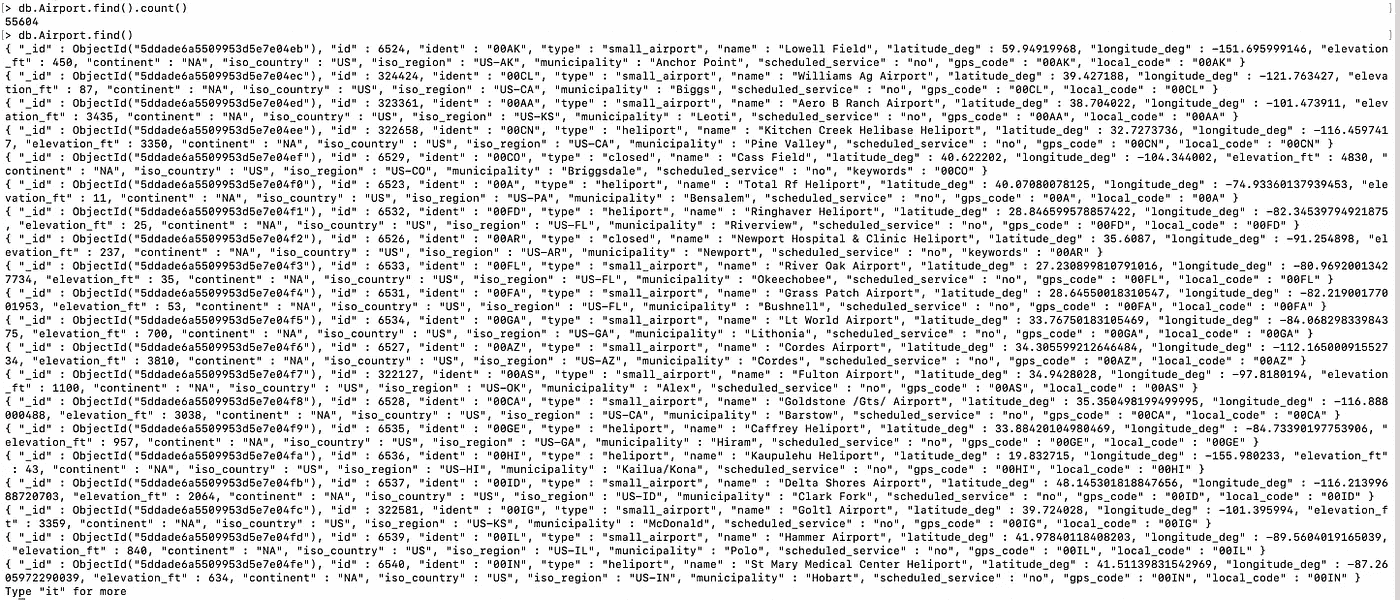 [> db.Airport.find().count() ]
55604
[> db.Airport.find() ]
{ "_id" : ObjectId("5ddade6a5509953d5e7e04eb"), "id" : 6524, "ident" : "00AK", "type" : "small_airport", "name" : "Lowell Field", "latitude_deg" : 59.94919968, "longitude_deg" : -151.695999146, "elevation
_ft" : 450, "continent" : "NA", "iso_country" : "US", "iso_region" : "US-AK", "municipality" : "Anchor Point", "scheduled_service" : "no", "gps_code" : "00AK", "local_code" : "00AK" }
{ "_id" : ObjectId("5ddade6a5509953d5e7e04ec"), "id" : 324424, "ident" : "00CL", "type" : "small_airport", "name" : "Williams Ag Airport", "latitude_deg" : 39.427188, "longitude_deg" : -121.763427, "eleva
tion_ft" : 87, "continent" : "NA", "iso_country" : "US", "iso_region" : "US-CA", "municipality" : "Biggs", "scheduled_service" : "no", "gps_code" : "00CL", "local_code" : "00CL" }
{ "_id" : ObjectId("5ddade6a5509953d5e7e04ed"), "id" : 323361, "ident" : "00AA", "type" : "small_airport", "name" : "Aero B Ranch Airport", "latitude_deg" : 38.704022, "longitude_deg" : -101.473911, "elev
ation_ft" : 3435, "continent" : "NA", "iso_country" : "US", "iso_region" : "US-KS", "municipality" : "Leoti", "scheduled_service" : "no", "gps_code" : "00AA", "local_code" : "00AA" }
{ "_id" : ObjectId("5ddade6a5509953d5e7e04ee"), "id" : 322658, "ident" : "00CN", "type" : "heliport", "name" : "Kitchen Creek Helibase Heliport", "latitude_deg" : 32.7273736, "longitude_deg" : -116.459741
7, "elevation_ft" : 3350, "continent" : "NA", "iso_country" : "US", "iso_region" : "US-CA", "municipality" : "Pine Valley", "scheduled_service" : "no", "gps_code" : "00CN", "local_code" : "00CN" }
{ "_id" : ObjectId("5ddade6a5509953d5e7e04ef"), "id" : 6529, "ident" : "00CO", "type" : "closed", "name" : "Cass Field", "latitude_deg" : 40.622202, "longitude_deg" : -104.344002, "elevation_ft" : 4830, "
continent" : "NA", "iso_country" : "US", "iso_region" : "US-CO", "municipality" : "Briggsdale", "scheduled_service" : "no", "keywords" : "00CO" }
{ "_id" : ObjectId("5ddade6a5509953d5e7e04f0"), "id" : 6523, "ident" : "00A", "type" : "heliport", "name" : "Total Rf Heliport", "latitude_deg" : 40.07080078125, "longitude_deg" : -74.93360137939453, "ele
vation_ft" : 11, "continent" : "NA", "iso_country" : "US", "iso_region" : "US-PA", "municipality" : "Bensalem", "scheduled_service" : "no", "gps_code" : "00A", "local_code" : "00A" }
{ "_id" : ObjectId("5ddade6a5509953d5e7e04f1"), "id" : 6532, "ident" : "00FD", "type" : "heliport", "name" : "Ringhaver Heliport", "latitude_deg" : 28.846599578857422, "longitude_deg" : -82.34539794921875
, "elevation_ft" : 25, "continent" : "NA", "iso_country" : "US", "iso_region" : "US-FL", "municipality" : "Riverview", "scheduled_service" : "no", "gps_code" : "00FD", "local_code" : "00FD" }
{ "_id" : ObjectId("5ddade6a5509953d5e7e04f2"), "id" : 6526, "ident" : "00AR", "type" : "closed", "name" : "Newport Hospital & Clinic Heliport", "latitude_deg" : 35.6087, "longitude_deg" : -91.254898, "el
evation_ft" : 237, "continent" : "NA", "iso_country" : "US", "iso_region" : "US-AR", "municipality" : "Newport", "scheduled_service" : "no", "keywords" : "00AR" }
{ "_id" : ObjectId("5ddade6a5509953d5e7e04f3"), "id" : 6533, "ident" : "00FL", "type" : "small_airport", "name" : "River Oak Airport", "latitude_deg" : 27.230899810791016, "longitude_deg" : -80.9692001342
7734, "elevation_ft" : 35, "continent" : "NA", "iso_country" : "US", "iso_region" : "US-FL", "municipality" : "Okeechobee", "scheduled_service" : "no", "gps_code" : "00FL", "local_code" : "00FL" }
{ "_id" : ObjectId("5ddade6a5509953d5e7e04f4"), "id" : 6531, "ident" : "00FA", "type" : "small_airport", "name" : "Grass Patch Airport", "latitude_deg" : 28.64550018310547, "longitude_deg" : -82.219001770
01953, "elevation_ft" : 53, "continent" : "NA", "iso_country" : "US", "iso_region" : "US-FL", "municipality" : "Bushnell", "scheduled_service" : "no", "gps_code" : "00FA", "local_code" : "00FA" }
{ "_id" : ObjectId("5ddade6a5509953d5e7e04f5"), "id" : 6534, "ident" : "00GA", "type" : "small_airport", "name" : "Lt World Airport", "latitude_deg" : 33.76750183105469, "longitude_deg" : -84.068298339843
75, "elevation_ft" : 700, "continent" : "NA", "iso_country" : "US", "iso_region" : "US-GA", "municipality" : "Lithonia", "scheduled_service" : "no", "gps_code" : "00GA", "local_code" : "00GA" }
{ "_id" : ObjectId("5ddade6a5509953d5e7e04f6"), "id" : 6527, "ident" : "00AZ", "type" : "small_airport", "name" : "Cordes Airport", "latitude_deg" : 34.305599212646484, "longitude_deg" : -112.165000915527
34, "elevation_ft" : 3810, "continent" : "NA", "iso_country" : "US", "iso_region" : "US-AZ", "municipality" : "Cordes", "scheduled_service" : "no", "gps_code" : "00AZ", "local_code" : "00AZ" }
{ "_id" : ObjectId("5ddade6a5509953d5e7e04f7"), "id" : 322127, "ident" : "00AS", "type" : "small_airport", "name" : "Fulton Airport", "latitude_deg" : 34.9428028, "longitude_deg" : -97.8180194, "elevation
_ft" : 1100, "continent" : "NA", "iso_country" : "US", "iso_region" : "US-OK", "municipality" : "Alex", "scheduled_service" : "no", "gps_code" : "00AS", "local_code" : "00AS" }
{ "_id" : ObjectId("5ddade6a5509953d5e7e04f8"), "id" : 6528, "ident" : "00CA", "type" : "small_airport", "name" : "Goldstone /Gts/ Airport", "latitude_deg" : 35.350498199499995, "longitude_deg" : -116.888
000488, "elevation_ft" : 3038, "continent" : "NA", "iso_country" : "US", "iso_region" : "US-CA", "municipality" : "Barstow", "scheduled_service" : "no", "gps_code" : "00CA", "local_code" : "00CA" }
{ "_id" : ObjectId("5ddade6a5509953d5e7e04f9"), "id" : 6535, "ident" : "00GE", "type" : "heliport", "name" : "Caffrey Heliport", "latitude_deg" : 33.88420104980469, "longitude_deg" : -84.73390197753906, "
elevation_ft" : 957, "continent" : "NA", "iso_country" : "US", "iso_region" : "US-GA", "municipality" : "Hiram", "scheduled_service" : "no", "gps_code" : "00GE", "local_code" : "00GE" }
{ "_id" : ObjectId("5ddade6a5509953d5e7e04fa"), "id" : 6536, "ident" : "00HI", "type" : "heliport", "name" : "Kaupulehu Heliport", "latitude_deg" : 19.832715, "longitude_deg" : -155.980233, "elevation_ft"
 : 43, "continent" : "NA", "iso_country" : "US", "iso_region" : "US-HI", "municipality" : "Kailua/Kona", "scheduled_service" : "no", "gps_code" : "00HI", "local_code" : "00HI" }
{ "_id" : ObjectId("5ddade6a5509953d5e7e04fb"), "id" : 6537, "ident" : "00ID", "type" : "small_airport", "name" : "Delta Shores Airport", "latitude_deg" : 48.145301818847656, "longitude_deg" : -116.213996
88720703, "elevation_ft" : 2064, "continent" : "NA", "iso_country" : "US", "iso_region" : "US-ID", "municipality" : "Clark Fork", "scheduled_service" : "no", "gps_code" : "00ID", "local_code" : "00ID" }
{ "_id" : ObjectId("5ddade6a5509953d5e7e04fc"), "id" : 322581, "ident" : "00IG", "type" : "small_airport", "name" : "Goltl Airport", "latitude_deg" : 39.724028, "longitude_deg" : -101.395994, "elevation_f
t" : 3359, "continent" : "NA", "iso_country" : "US", "iso_region" : "US-KS", "municipality" : "McDonald", "scheduled_service" : "no", "gps_code" : "00IG", "local_code" : "00IG" }
{ "_id" : ObjectId("5ddade6a5509953d5e7e04fd"), "id" : 6539, "ident" : "00IL", "type" : "small_airport", "name" : "Hammer Airport", "latitude_deg" : 41.97840118408203, "longitude_deg" : -89.5604019165039,
 "elevation_ft" : 840, "continent" : "NA", "iso_country" : "US", "iso_region" : "US-IL", "municipality" : "Polo", "scheduled_service" : "no", "gps_code" : "00IL", "local_code" : "00IL" }
{ "_id" : ObjectId("5ddade6a5509953d5e7e04fe"), "id" : 6540, "ident" : "00IN", "type" : "heliport", "name" : "St Mary Medical Center Heliport", "latitude_deg" : 41.51139831542969, "longitude_deg" : -87.26
05972290039, "elevation_ft" : 634, "continent" : "NA", "iso_country" : "US", "iso_region" : "US-IN", "municipality" : "Hobart", "scheduled_service" : "no", "gps_code" : "00IN", "local_code" : "00IN" }
Type "it" for more